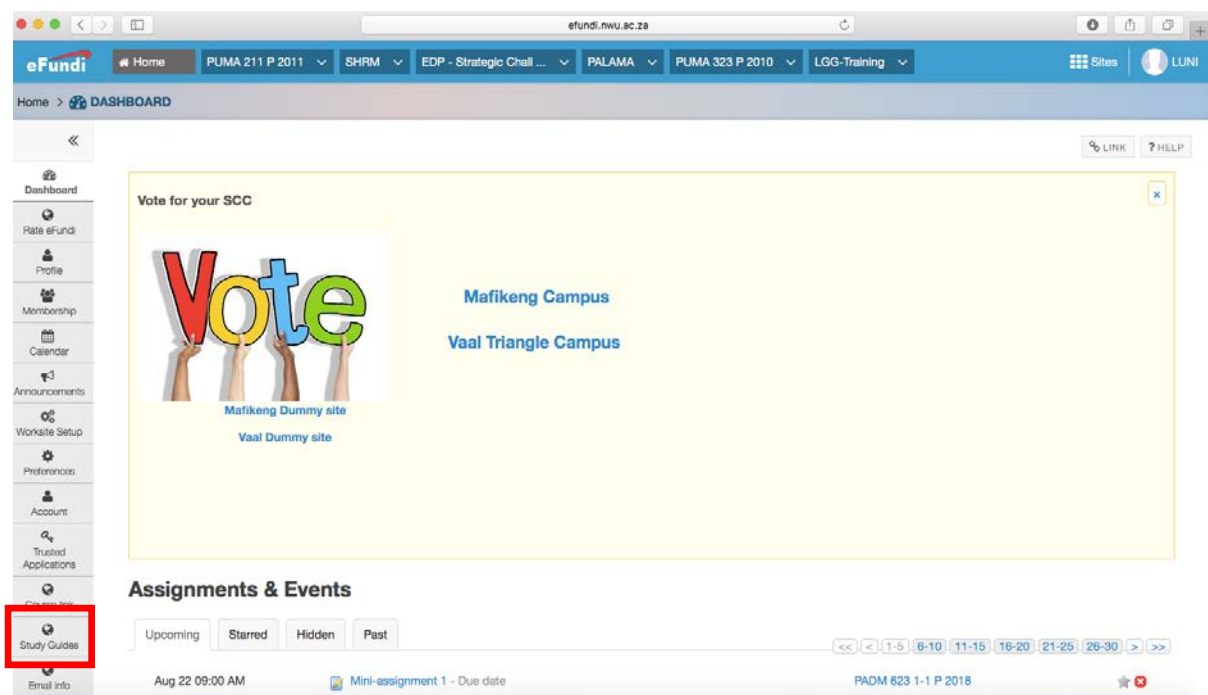 efundi.nwu.ac.za
eFundi Home PUMA 211 P 2011 SHRM EDP - Strategic Chall ... PALAMA PUMA 323 P 2010 LGG-Training Sites LUNI
Home > DASHBOARD
LINK ? HELP
Dashboard
Rate eFundi
Profile
Membership
Calendar
Announcements
Worksite Setup
Preferences
Account
Trusted
Applications
Course link
Study Guides
Email info
Vote for your SCC
Vote
Mafikeng Campus
Vaal Triangle Campus
Mafikeng Dummy site
Vaal Dummy site
Assignments & Events
Upcoming Starred Hidden Past
<< < 1-5 6-10 11-15 16-20 21-25 26-30 > >>
Aug 22 09:00 AM Mini-assignment 1 - Due date PADM 623 1-1 P 2018